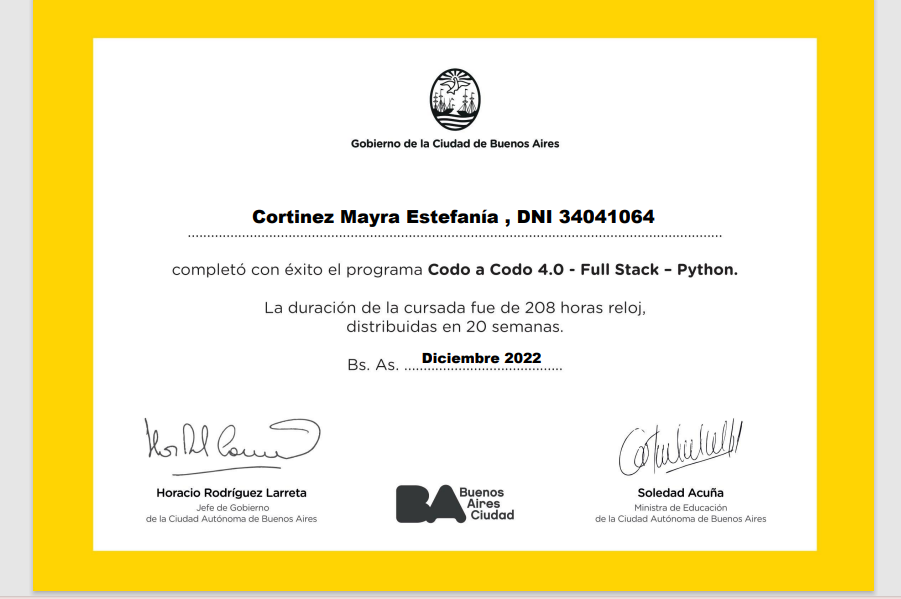 Gobierno de la Ciudad de Buenos Aires
Cortinez Mayra Estefanía , DNI 34041064
completó con éxito el programa Codo a Codo 4.0 - Full Stack – Python.
La duración de la cursada fue de 208 horas reloj,
distribuidas en 20 semanas.
Bs. As. Diciembre 2022
Horacio Rodríguez Larreta
Jefe de Gobierno
de la Ciudad Autónoma de Buenos Aires
BA Buenos
Aires
Ciudad
Soledad Acuña
Ministra de Educación
de la Ciudad Autónoma de Buenos Aires